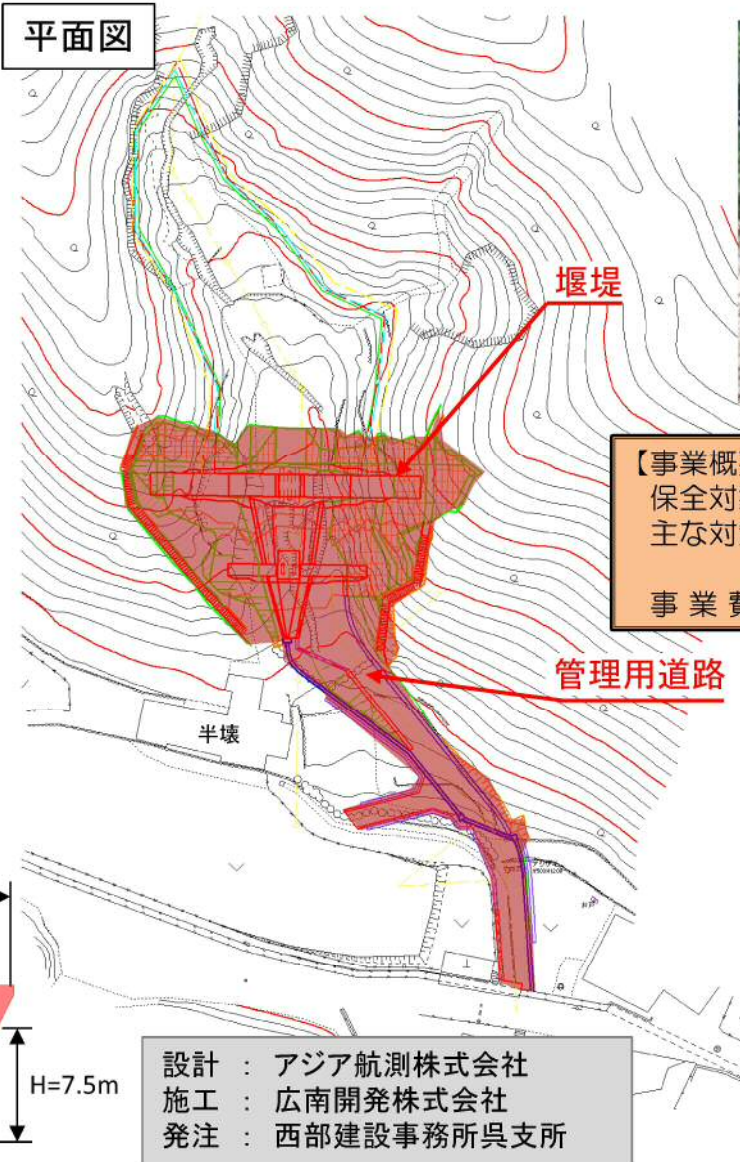 平面図
堰堤
【事業概
保全対
主な対
事業費
管理用道路
半壊
H=7.5m
設計 : アジア航測株式会社
施工 : 広南開発株式会社
発注 : 西部建設事務所呉支所